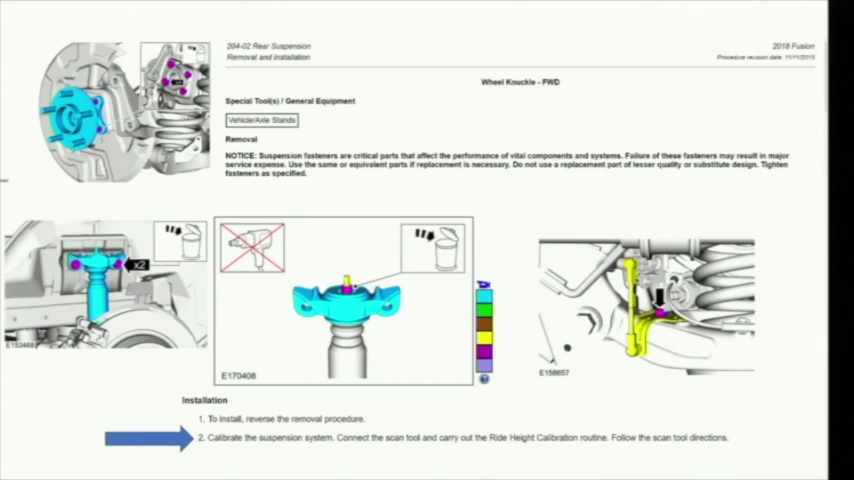 204-02 Rear Suspension
2018 Fusion
Removal and Installation
Procedure revision date: 11/11/2015
Wheel Knuckle - FWD
Special Tool(s) / General Equipment
Vehicle/Axle Stands
Removal
NOTICE: Suspension fasteners are critical parts that affect the performance of vital components and systems. Failure of these fasteners may result in major
service expense. Use the same or equivalent parts if replacement is necessary. Do not use a replacement part of lesser quality or substitute design. Tighten
fasteners as specified.
x2
E170408
E158657
Installation
1. To install, reverse the removal procedure.
2. Calibrate the suspension system. Connect the scan tool and carry out the Ride Height Calibration routine. Follow the scan tool directions.